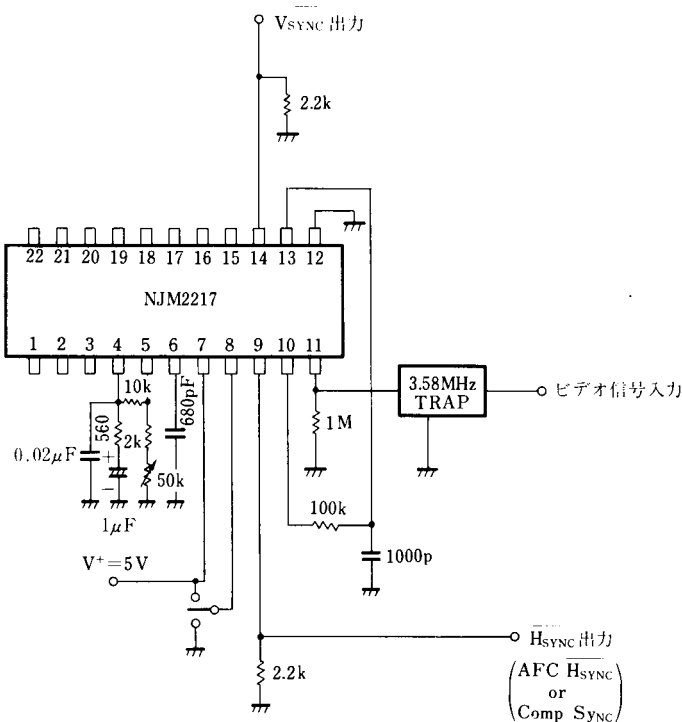 V̅S̅Y̅N̅C̅ 出力
2.2k
22 21 20 19 18 17 16 15 14 13 12
NJM2217
1 2 3 4 5 6 7 8 9 10 11
10k
680pF
3.58MHz
TRAP
ビデオ信号入力
560
2k
1M
0.02μF
+
−
50k
1μF
100k
1000p
V⁺=5V
H̅S̅Y̅N̅C̅ 出力
2.2k
(AFC H̅S̅Y̅N̅C̅
or
Comp SyNC)